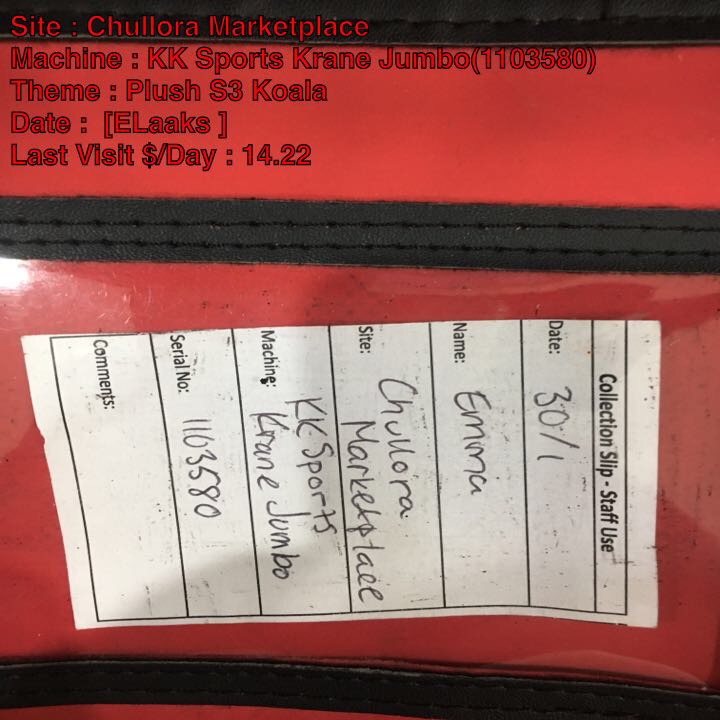 Site : Chullora Marketplace
Machine : KK Sports Krane Jumbo(1103580)
Theme : Plush S3 Koala
Date :  [ELaaks ]
Last Visit $/Day : 14.22
Collection Slip - Staff Use
Date: 30/1
Name: Emma
Site: Chullora
Marketplace
Machine: KK Sports
Krane Jumbo
Serial No: 1103580
Comments: